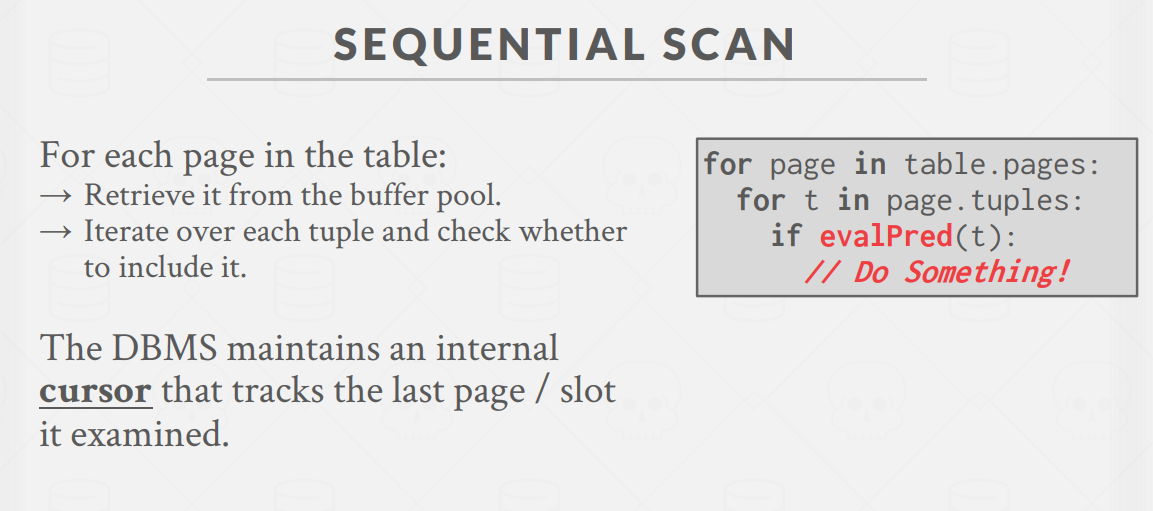 SEQUENTIAL SCAN
For each page in the table:
→ Retrieve it from the buffer pool.
→ Iterate over each tuple and check whether
to include it.
The DBMS maintains an internal
cursor that tracks the last page / slot
it examined.
for page in table.pages:
for t in page.tuples:
if evalPred(t):
// Do Something!